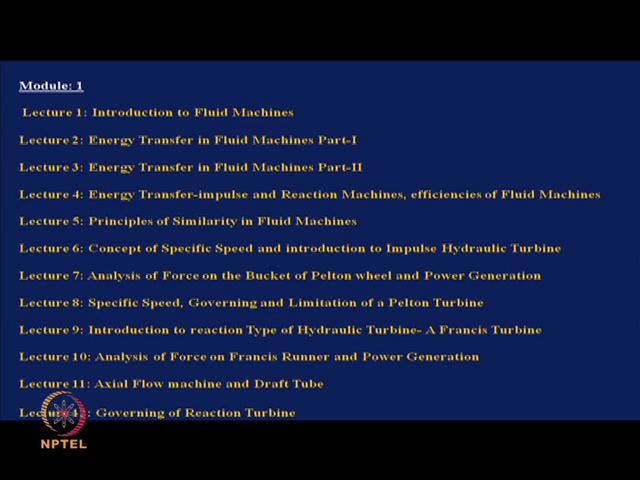 Module: 1
Lecture 1: Introduction to Fluid Machines
Lecture 2: Energy Transfer in Fluid Machines Part-I
Lecture 3: Energy Transfer in Fluid Machines Part-II
Lecture 4: Energy Transfer-impulse and Reaction Machines, efficiencies of Fluid Machines
Lecture 5: Principles of Similarity in Fluid Machines
Lecture 6: Concept of Specific Speed and introduction to Impulse Hydraulic Turbine
Lecture 7: Analysis of Force on the Bucket of Pelton wheel and Power Generation
Lecture 8: Specific Speed, Governing and Limitation of a Pelton Turbine
Lecture 9: Introduction to reaction Type of Hydraulic Turbine- A Francis Turbine
Lecture 10: Analysis of Force on Francis Runner and Power Generation
Lecture 11: Axial Flow machine and Draft Tube
Governing of Reaction Turbine
NPTEL